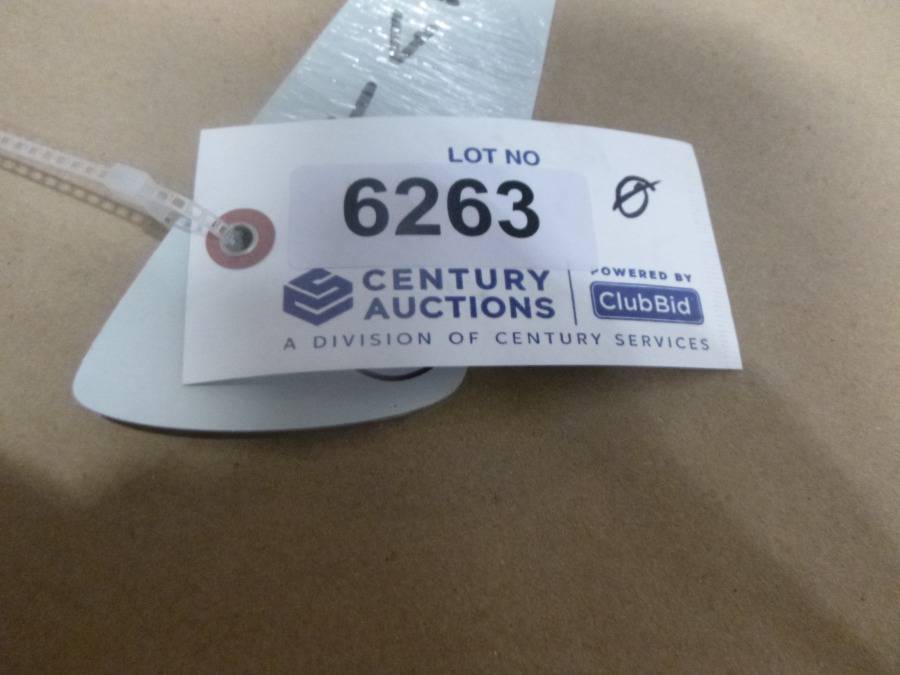 LOT NO
6263
CENTURY
AUCTIONS
POWERED BY
ClubBid
A DIVISION OF CENTURY SERVICES